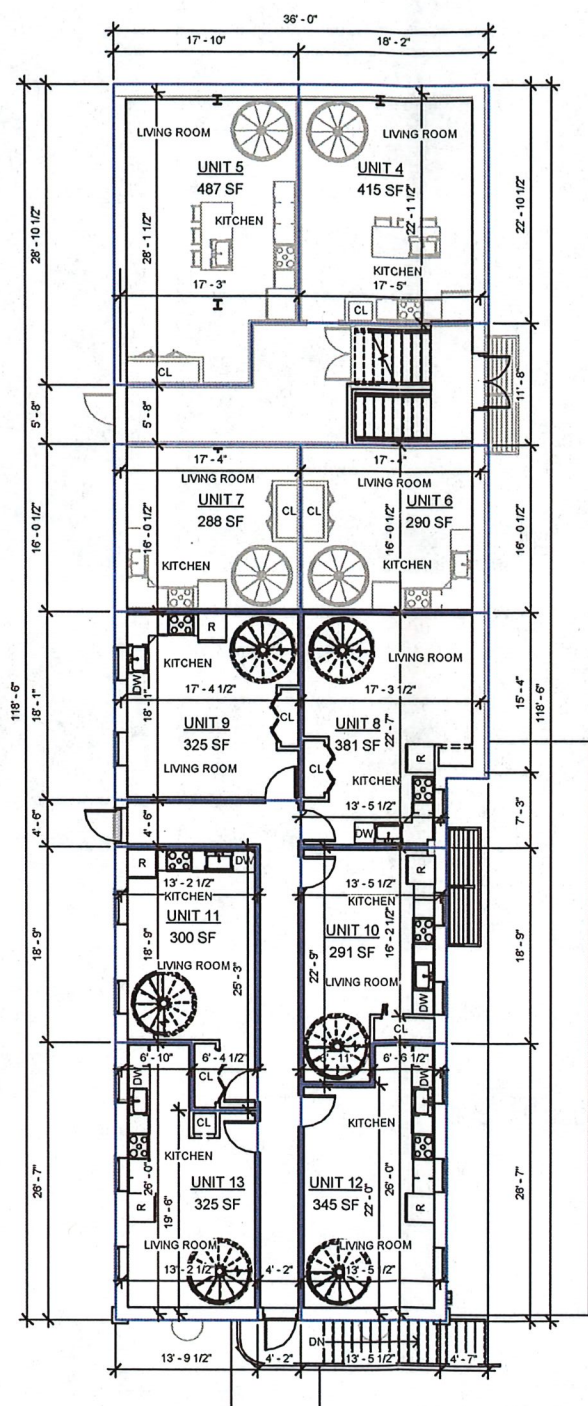 36' - 0"
17' - 10"
18' - 2"
LIVING ROOM
LIVING ROOM
UNIT 5
487 SF
UNIT 4
415 SF
KITCHEN
KITCHEN
28' - 10 1/2"
28' - 1 1/2"
22' - 1 1/2"
22' - 10 1/2"
17' - 3"
17' - 5"
CL
CL
5' - 8"
5' - 8"
11' - 8"
17' - 4"
17' - 4"
LIVING ROOM
LIVING ROOM
UNIT 7
288 SF
CL
CL
UNIT 6
290 SF
16' - 0 1/2"
16' - 0 1/2"
16' - 0 1/2"
16' - 0 1/2"
KITCHEN
KITCHEN
118' - 6"
118' - 6"
R
KITCHEN
LIVING ROOM
DW
18' - 1"
18' - 1"
15' - 4"
17' - 4 1/2"
17' - 3 1/2"
UNIT 9
325 SF
CL
UNIT 8
381 SF
22' - 7"
LIVING ROOM
CL
R
KITCHEN
13' - 5 1/2"
4' - 6"
4' - 6"
7' - 3"
DW
R
DW
R
13' - 2 1/2"
13' - 5 1/2"
KITCHEN
KITCHEN
UNIT 11
300 SF
UNIT 10
291 SF
18' - 9"
18' - 9"
25' - 3"
22' - 9"
16' - 2 1/2"
18' - 9"
LIVING ROOM
LIVING ROOM
DW
CL
6' - 10"
6' - 4 1/2"
6' - 6 1/2"
DW
CL
DW
CL
KITCHEN
KITCHEN
26' - 7"
26' - 0"
19' - 6"
22' - 0"
26' - 0"
26' - 7"
UNIT 13
325 SF
UNIT 12
345 SF
R
R
LIVING ROOM
LIVING ROOM
13' - 2 1/2"
4' - 2"
13' - 5 1/2"
DN
13' - 9 1/2"
4' - 2"
13' - 5 1/2"
4' - 7"